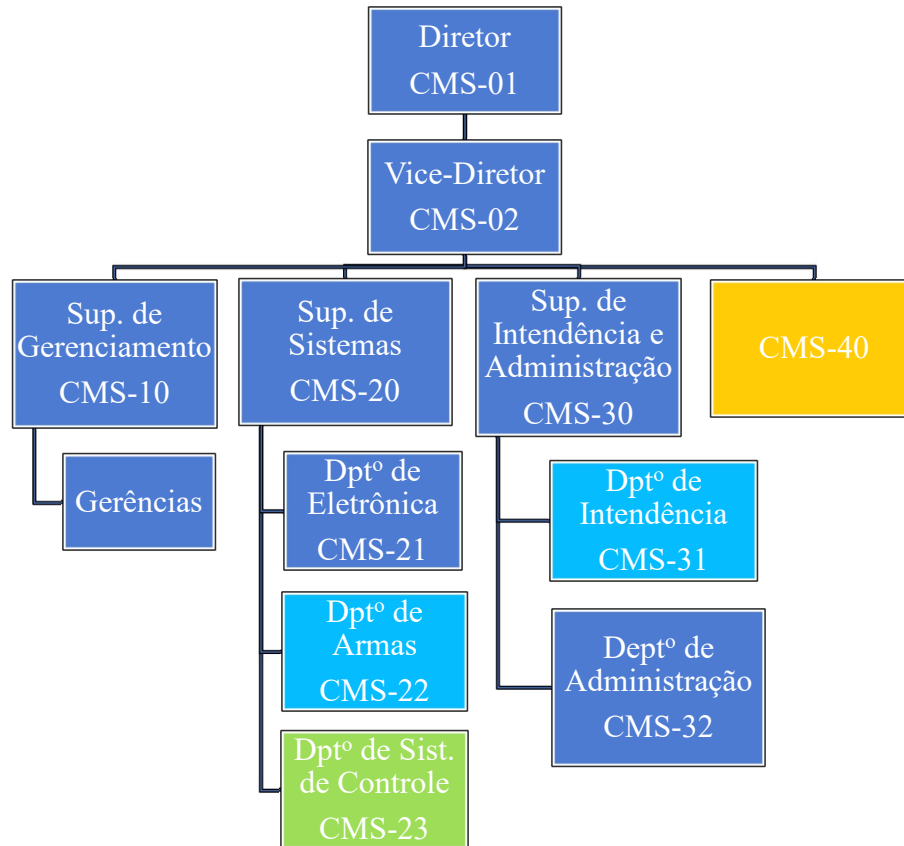 Diretor
CMS-01
Vice-Diretor
CMS-02
Sup. de
Gerenciamento
CMS-10
Sup. de
Sistemas
CMS-20
Sup. de
Intendência e
Administração
CMS-30
CMS-40
Gerências
Dptº de
Eletrônica
CMS-21
Dptº de
Armas
CMS-22
Dptº de Sist.
de Controle
CMS-23
Dptº de
Intendência
CMS-31
Deptº de
Administração
CMS-32